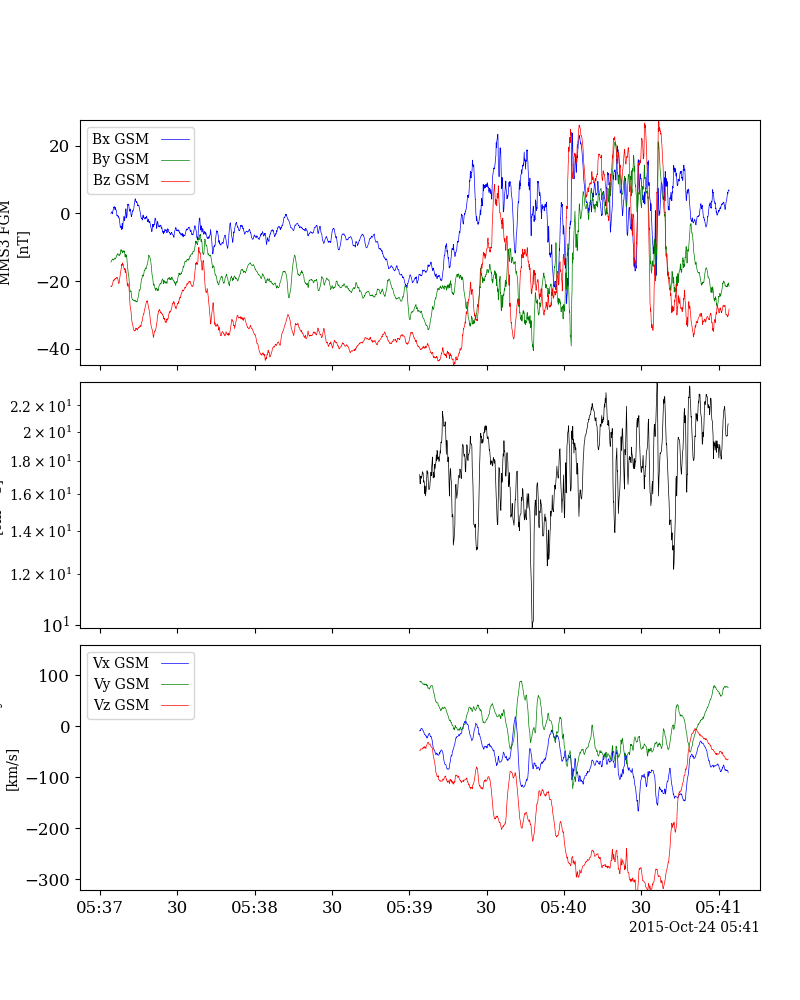 Bx GSM
By GSM
Bz GSM
20
0
−20
−40
MMS3 FGM
[nT]
2.2 × 10¹
2 × 10¹
1.8 × 10¹
1.6 × 10¹
1.4 × 10¹
1.2 × 10¹
10¹
Vx GSM
Vy GSM
Vz GSM
100
0
−100
−200
−300
[km/s]
05:37 30 05:38 30 05:39 30 05:40 30 05:41
2015-Oct-24 05:41